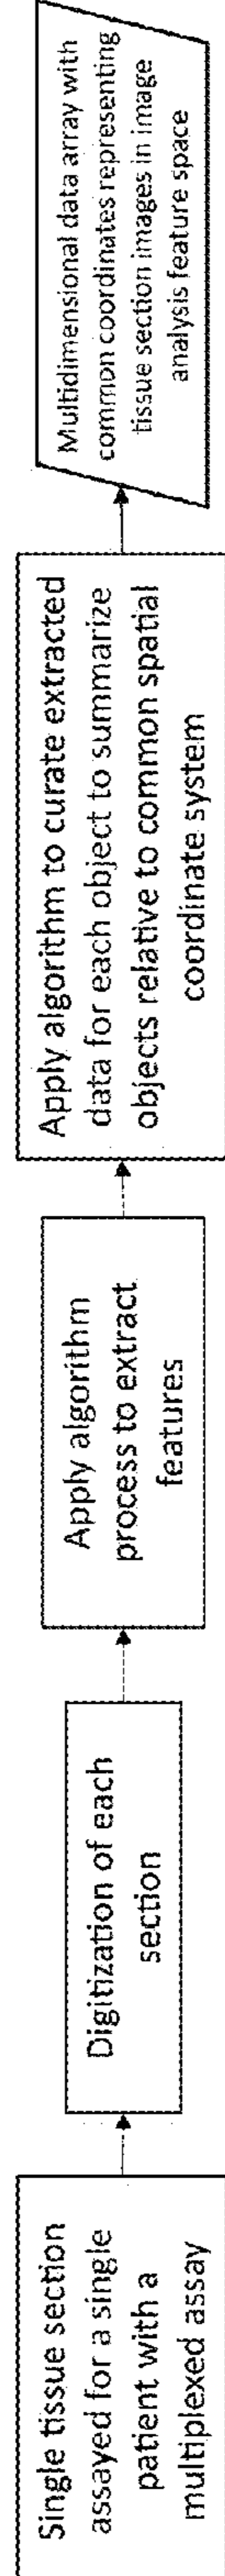 Single tissue section
assayed for a single
patient with a
multiplexed assay
Digitization of each
section
Apply algorithm
process to extract
features
Apply algorithm to curate extracted
data for each object to summarize
objects relative to common spatial
coordinate system
Multidimensional data array with
common coordinates representing
tissue section images in image
analysis feature space